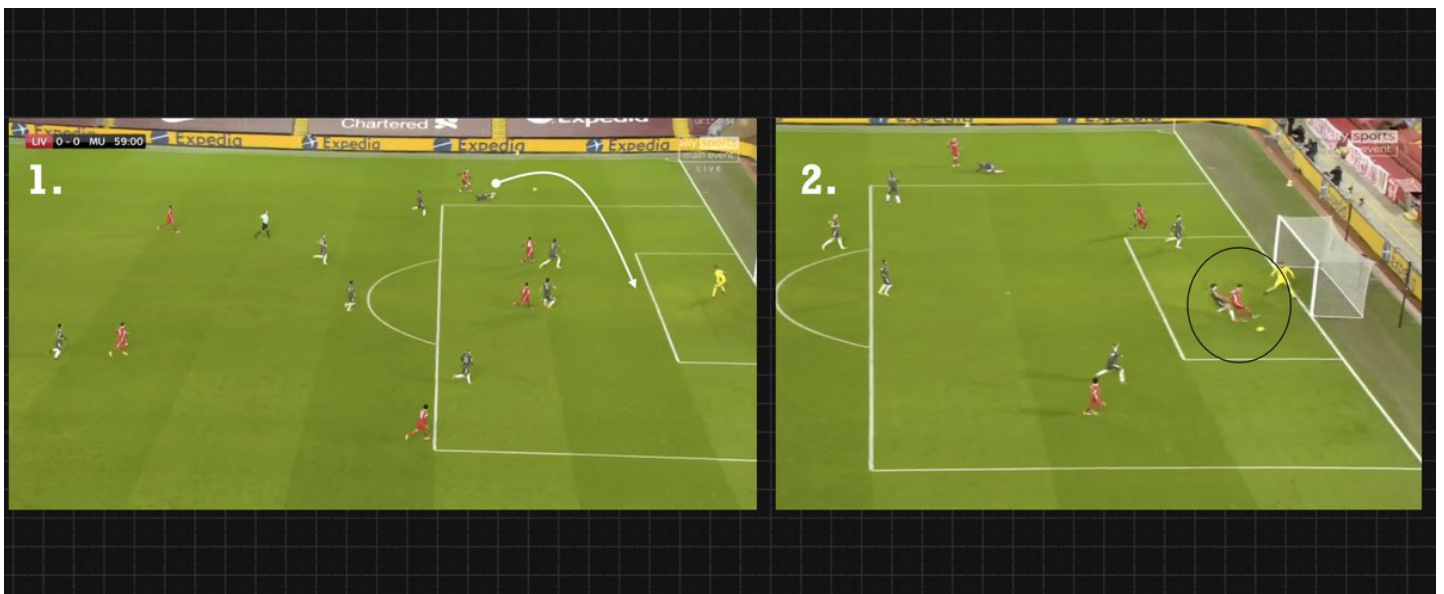 Chartered
Expedia
Expedia
Expedia
Expedia
Expedia
LIV 0 - 0 MU 59:00
sky sports
main event
LIVE
1.
sky sports
2.